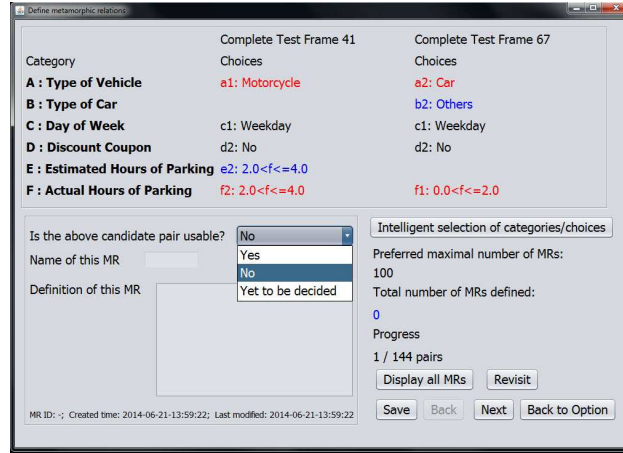 Define metamorphic relations
Complete Test Frame 41 Complete Test Frame 67
Category Choices Choices
A : Type of Vehicle a1: Motorcycle a2: Car
B : Type of Car b2: Others
C : Day of Week c1: Weekday c1: Weekday
D : Discount Coupon d2: No d2: No
E : Estimated Hours of Parking e2: 2.0<f<=4.0
F : Actual Hours of Parking f2: 2.0<f<=4.0 f1: 0.0<f<=2.0
Is the above candidate pair usable? No
Yes
No
Yet to be decided
Name of this MR
Definition of this MR
MR ID: -; Created time: 2014-06-21-13:59:22; Last modified: 2014-06-21-13:59:22
Intelligent selection of categories/choices
Preferred maximal number of MRs:
100
Total number of MRs defined:
0
Progress
1 / 144 pairs
Display all MRs Revisit
Save Back Next Back to Option